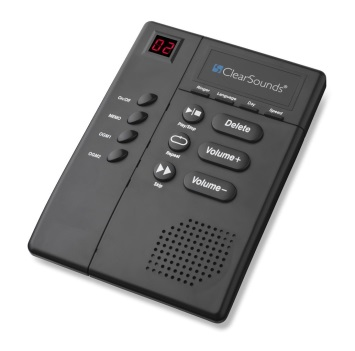 02
ClearSounds®
Ringer Language Day Speed
On/Off
MEMO
OGM1
OGM2
Play/Stop
Repeat
Skip
Delete
Volume+
Volume−